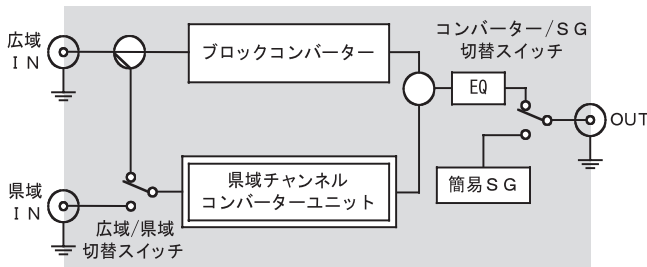 広域
ＩＮ
ブロックコンバーター
コンバーター/ＳＧ
切替スイッチ
EQ
OUT
県域
ＩＮ
広域/県域
切替スイッチ
県域チャンネル
コンバーターユニット
簡易ＳＧ